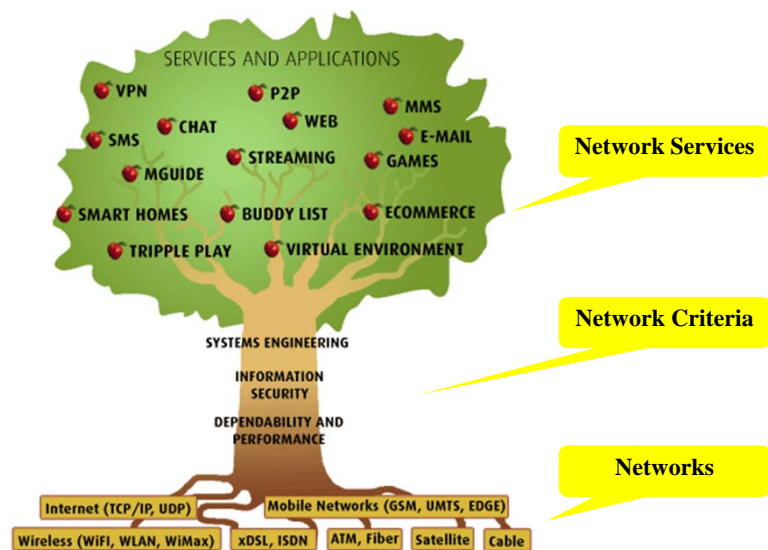 SERVICES AND APPLICATIONS
VPN
P2P
MMS
SMS
CHAT
WEB
E-MAIL
MGUIDE
STREAMING
GAMES
SMART HOMES
BUDDY LIST
ECOMMERCE
TRIPPLE PLAY
VIRTUAL ENVIRONMENT
Network Services
SYSTEMS ENGINEERING
INFORMATION
SECURITY
DEPENDABILITY AND
PERFORMANCE
Network Criteria
Internet (TCP/IP, UDP)
Mobile Networks (GSM, UMTS, EDGE)
Wireless (WiFI, WLAN, WiMax)
xDSL, ISDN
ATM, Fiber
Satellite
Cable
Networks